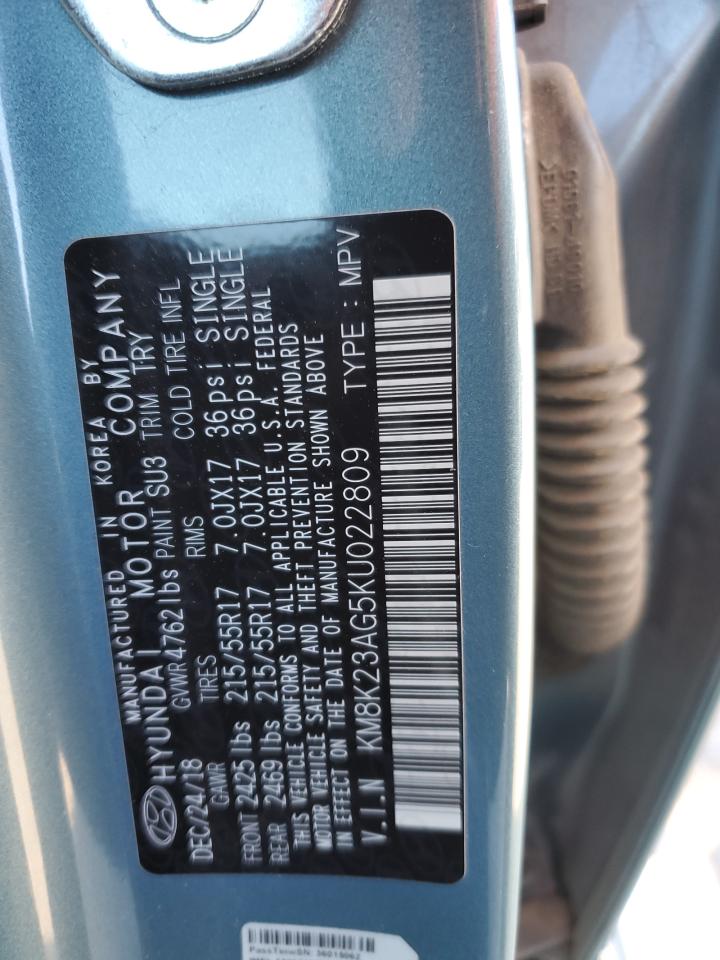 MANUFACTURED IN KOREA BY
HYUNDAI MOTOR COMPANY
DEC/24/18 GVWR 4762 lbs PAINT SU3 TRIM TRY
GAWR TIRES RIMS COLD TIRE INFL
FRONT 2425 lbs 215/55R17 7.0JX17 36psi SINGLE
REAR 2469 lbs 215/55R17 7.0JX17 36psi SINGLE
THIS VEHICLE CONFORMS TO ALL APPLICABLE U.S.A. FEDERAL
MOTOR VEHICLE SAFETY AND THEFT PREVENTION STANDARDS
IN EFFECT ON THE DATE OF MANUFACTURE SHOWN ABOVE
V.I.N KM8K23AG5KU022809 TYPE : MPV